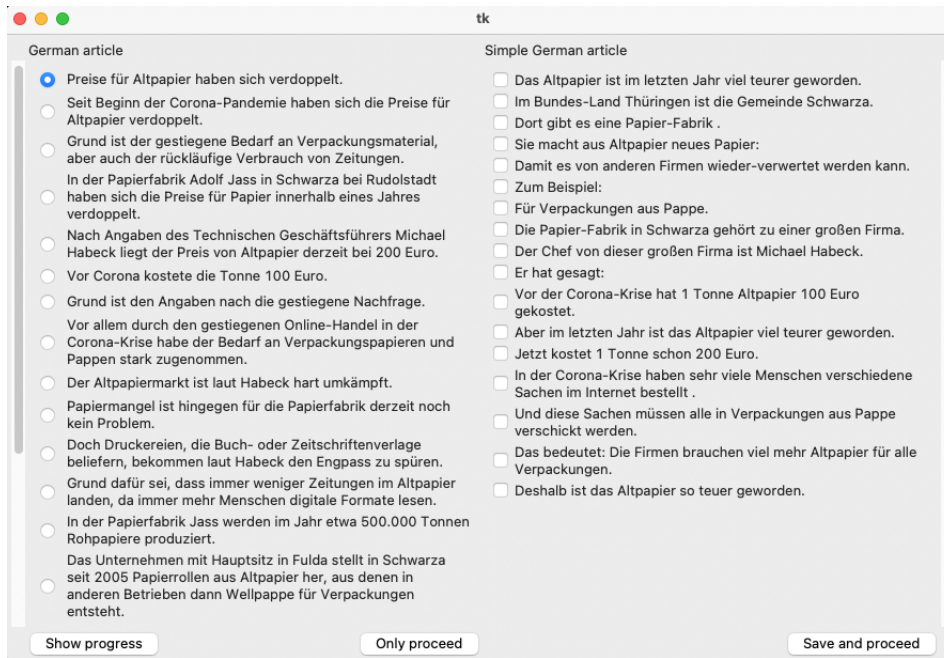 tk
German article
Preise für Altpapier haben sich verdoppelt.
Seit Beginn der Corona-Pandemie haben sich die Preise für
Altpapier verdoppelt.
Grund ist der gestiegene Bedarf an Verpackungsmaterial,
aber auch der rückläufige Verbrauch von Zeitungen.
In der Papierfabrik Adolf Jass in Schwarza bei Rudolstadt
haben sich die Preise für Papier innerhalb eines Jahres
verdoppelt.
Nach Angaben des Technischen Geschäftsführers Michael
Habeck liegt der Preis von Altpapier derzeit bei 200 Euro.
Vor Corona kostete die Tonne 100 Euro.
Grund ist den Angaben nach die gestiegene Nachfrage.
Vor allem durch den gestiegenen Online-Handel in der
Corona-Krise habe der Bedarf an Verpackungspapieren und
Pappen stark zugenommen.
Der Altpapiermarkt ist laut Habeck hart umkämpft.
Papiermangel ist hingegen für die Papierfabrik derzeit noch
kein Problem.
Doch Druckereien, die Buch- oder Zeitschriftenverlage
beliefern, bekommen laut Habeck den Engpass zu spüren.
Grund dafür sei, dass immer weniger Zeitungen im Altpapier
landen, da immer mehr Menschen digitale Formate lesen.
In der Papierfabrik Jass werden im Jahr etwa 500.000 Tonnen
Rohpapiere produziert.
Das Unternehmen mit Hauptsitz in Fulda stellt in Schwarza
seit 2005 Papierrollen aus Altpapier her, aus denen in
anderen Betrieben dann Wellpappe für Verpackungen
entsteht.
Simple German article
Das Altpapier ist im letzten Jahr viel teurer geworden.
Im Bundes-Land Thüringen ist die Gemeinde Schwarza.
Dort gibt es eine Papier-Fabrik .
Sie macht aus Altpapier neues Papier:
Damit es von anderen Firmen wieder-verwertet werden kann.
Zum Beispiel:
Für Verpackungen aus Pappe.
Die Papier-Fabrik in Schwarza gehört zu einer großen Firma.
Der Chef von dieser großen Firma ist Michael Habeck.
Er hat gesagt:
Vor der Corona-Krise hat 1 Tonne Altpapier 100 Euro
gekostet.
Aber im letzten Jahr ist das Altpapier viel teurer geworden.
Jetzt kostet 1 Tonne schon 200 Euro.
In der Corona-Krise haben sehr viele Menschen verschiedene
Sachen im Internet bestellt .
Und diese Sachen müssen alle in Verpackungen aus Pappe
verschickt werden.
Das bedeutet: Die Firmen brauchen viel mehr Altpapier für alle
Verpackungen.
Deshalb ist das Altpapier so teuer geworden.
Show progress
Only proceed
Save and proceed